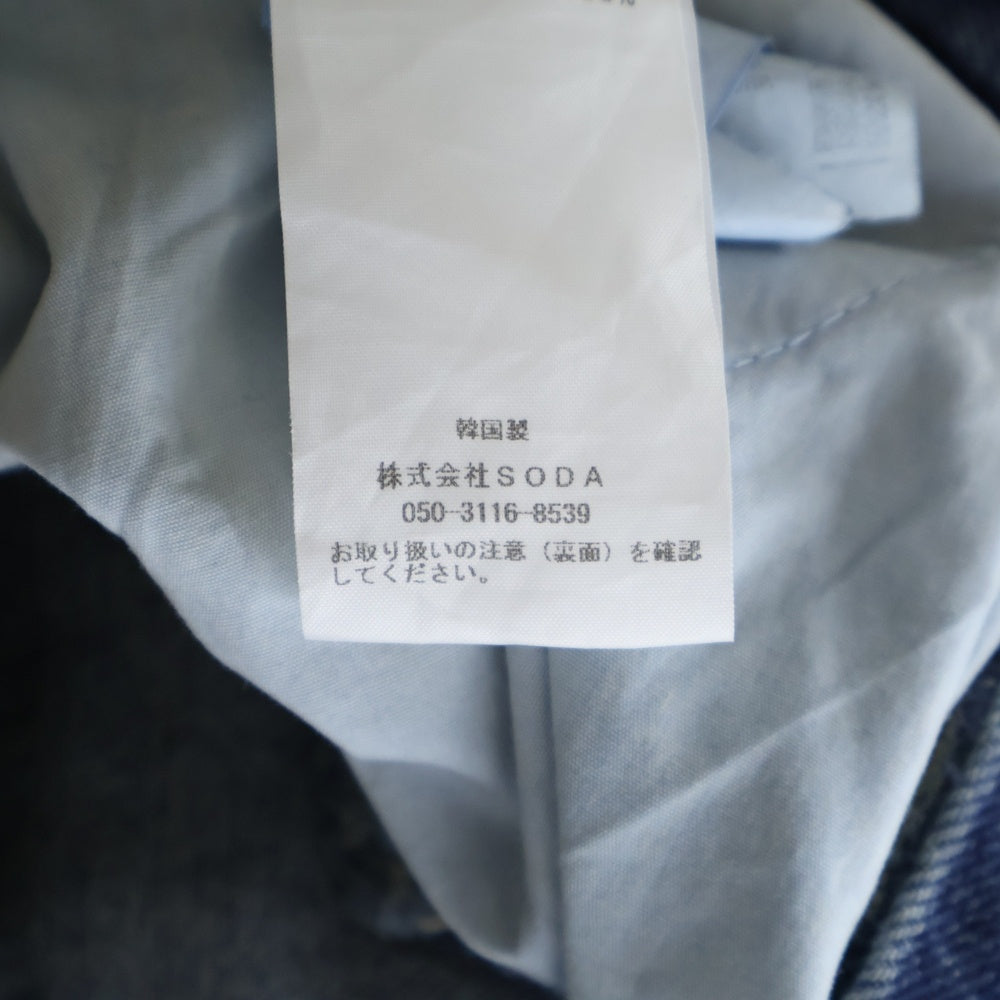 韓国製
株式会社SODA
050-3116-8539
お取り扱いの注意（裏面）を確認
してください。